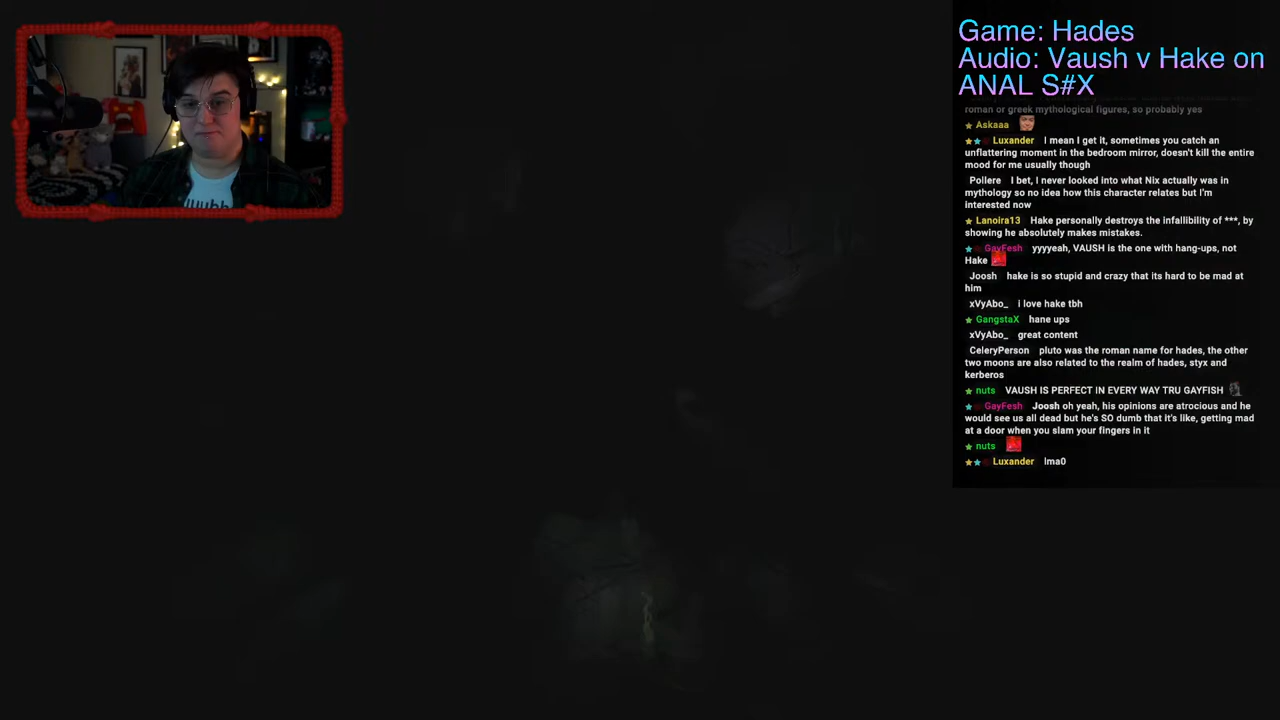 Game: Hades
Audio: Vaush v Hake on
ANAL S#X
roman or greek mythological figures, so probably yes
Askaaa
Luxander I mean I get it, sometimes you catch an
unflattering moment in the bedroom mirror, doesn't kill the entire
mood for me usually though
Pollere I bet, I never looked into what Nix actually was in
mythology so no idea how this character relates but I'm
interested now
Lanoira13 Hake personally destroys the infallibility of ***, by
showing he absolutely makes mistakes.
GayFesh yyyyeah, VAUSH is the one with hang-ups, not
Hake
Joosh hake is so stupid and crazy that its hard to be mad at
him
xVyAbo_ i love hake tbh
GangstaX hane ups
xVyAbo_ great content
CeleryPerson pluto was the roman name for hades, the other
two moons are also related to the realm of hades, styx and
kerberos
nuts VAUSH IS PERFECT IN EVERY WAY TRU GAYFISH
GayFesh Joosh oh yeah, his opinions are atrocious and he
would see us all dead but he's SO dumb that it's like, getting mad
at a door when you slam your fingers in it
nuts
Luxander lma0